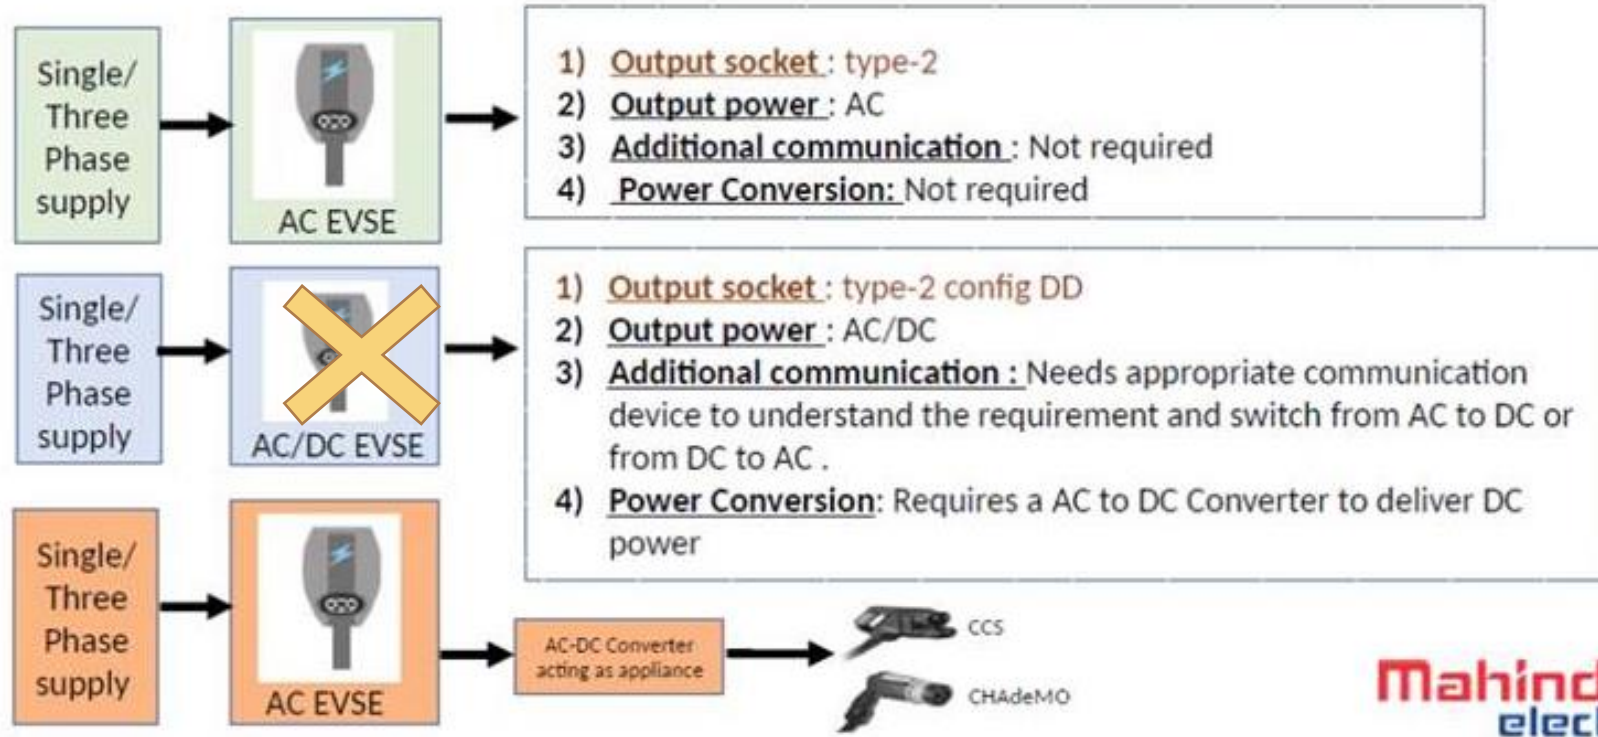 Single/
Three
Phase
supply
AC EVSE
1) Output socket : type-2
2) Output power : AC
3) Additional communication : Not required
4) Power Conversion: Not required
Single/
Three
Phase
supply
AC/DC EVSE
1) Output socket : type-2 config DD
2) Output power : AC/DC
3) Additional communication : Needs appropriate communication
device to understand the requirement and switch from AC to DC or
from DC to AC .
4) Power Conversion: Requires a AC to DC Converter to deliver DC
power
Single/
Three
Phase
supply
AC EVSE
AC-DC Converter
acting as appliance
CCS
CHAdeMO
Mahind
elec